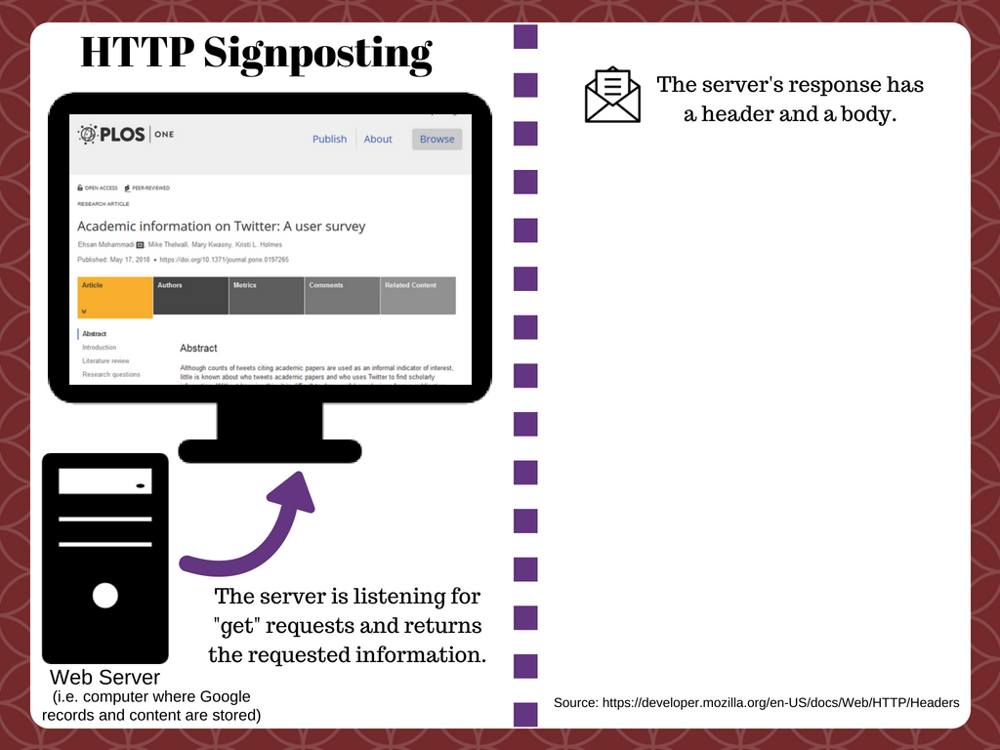 HTTP Signposting
PLOS ONE
Publish About Browse
OPEN ACCESS PEER-REVIEWED
RESEARCH ARTICLE
Academic information on Twitter: A user survey
Ehsan Mohammadi, Mike Thelwall, Mary Kwasny, Kristi L. Holmes
Published: May 17, 2018 • https://doi.org/10.1371/journal.pone.0197265
Article Authors Metrics Comments Related Content
Abstract
Introduction
Literature review
Research questions
Abstract
Although counts of tweets citing academic papers are used as an informal indicator of interest,
little is known about who tweets academic papers and who uses Twitter to find scholarly
The server is listening for
"get" requests and returns
the requested information.
Web Server
(i.e. computer where Google
records and content are stored)
The server's response has
a header and a body.
Source: https://developer.mozilla.org/en-US/docs/Web/HTTP/Headers